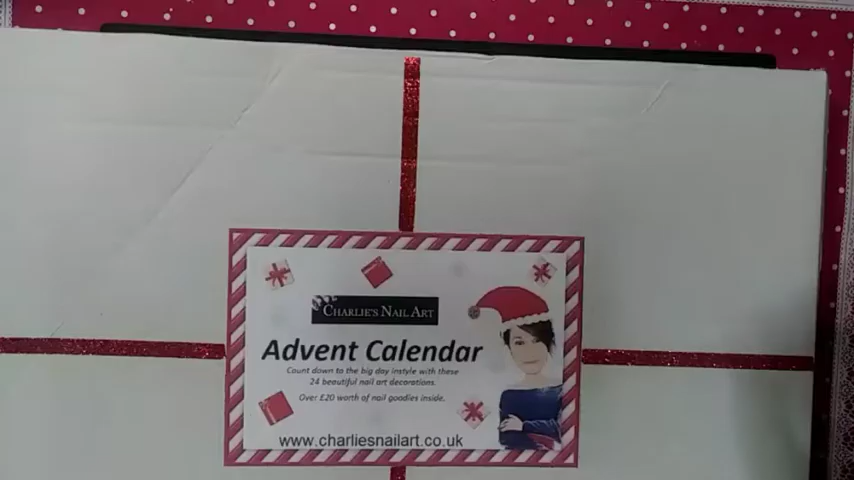 CHARLIE'S NAIL ART
Advent Calendar
Count down to the big day instyle with these
24 beautiful nail art decorations.
Over £20 worth of nail goodies inside.
www.charliesnailart.co.uk